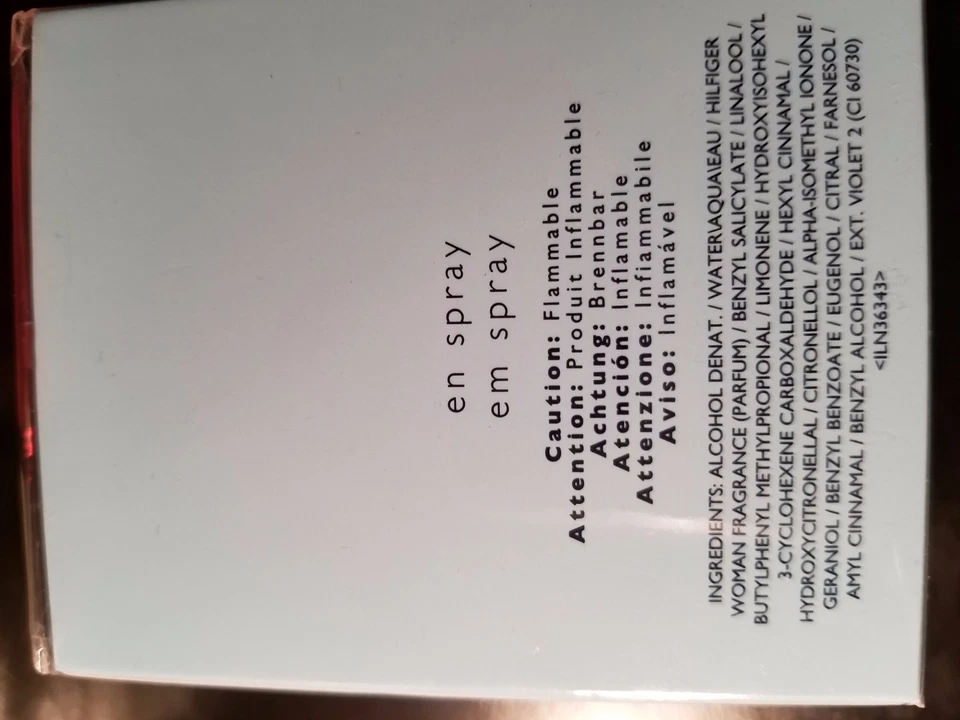 en spray
em spray
Caution: Flammable
Attention: Produit Inflammable
Achtung: Brennbar
Atención: Inflamable
Attenzione: Infiammabile
Aviso: Inflamável
INGREDIENTS: ALCOHOL DENAT. / WATER\AQUA\EAU / HILFIGER
WOMAN FRAGRANCE (PARFUM) / BENZYL SALICYLATE / LINALOOL /
BUTYLPHENYL METHYLPROPIONAL / LIMONENE / HYDROXYISOHEXYL
3-CYCLOHEXENE CARBOXALDEHYDE / HEXYL CINNAMAL /
HYDROXYCITRONELLAL / CITRONELLOL / ALPHA-ISOMETHYL IONONE /
GERANIOL / BENZYL BENZOATE / EUGENOL / CITRAL / FARNESOL /
AMYL CINNAMAL / BENZYL ALCOHOL / EXT. VIOLET 2 (CI 60730)
<ILN36343>